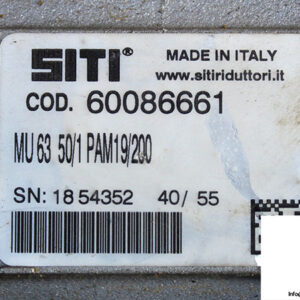 SITI®
MADE IN ITALY
www.sitiriduttori.it
COD. 60086661
MU 63 50/1 PAM19/200
SN: 18 54352 40/ 55